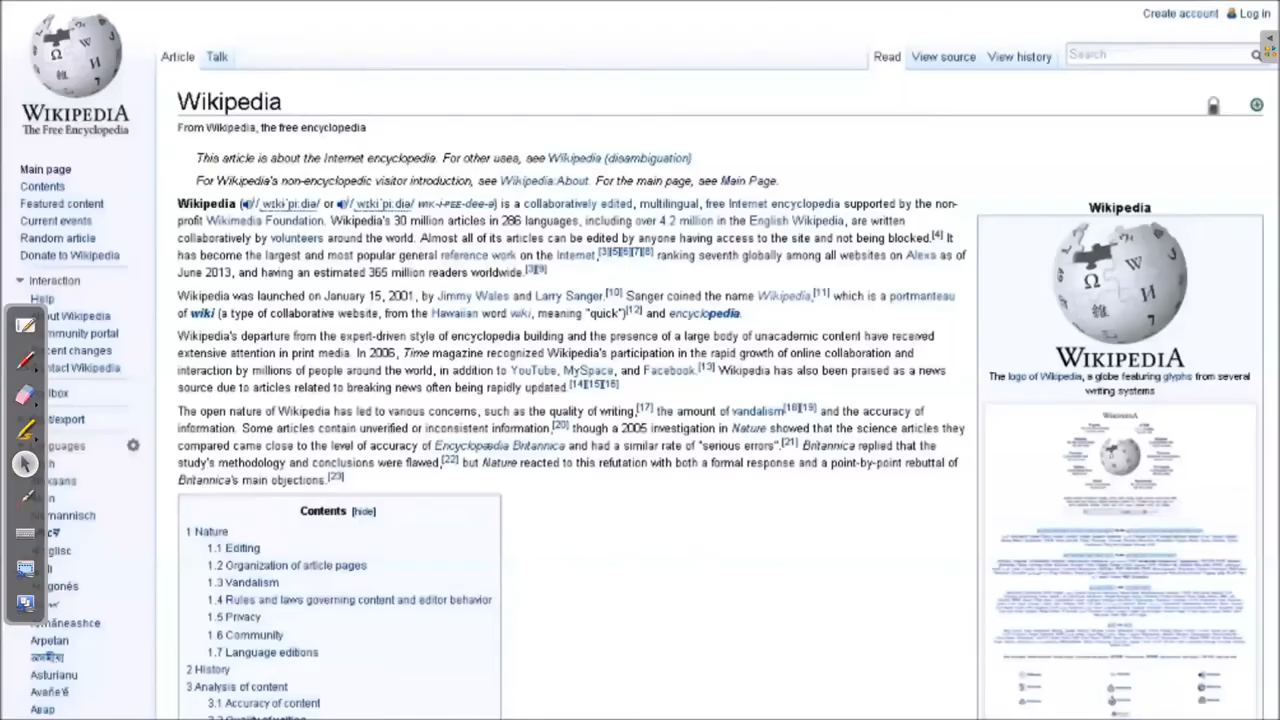 Create account Log in
WIKIPEDIA
The Free Encyclopedia
Article Talk Read View source View history Search
Wikipedia
From Wikipedia, the free encyclopedia
This article is about the Internet encyclopedia. For other uses, see Wikipedia (disambiguation)
For Wikipedia's non-encyclopedic visitor introduction, see Wikipedia:About. For the main page, see Main Page.
Wikipedia (/ˌwɪkɨˈpiːdiə/ or /ˌwɪkiˈpiːdiə/ WIK-i-PEE-dee-ə) is a collaboratively edited, multilingual, free Internet encyclopedia supported by the non-
profit Wikimedia Foundation. Wikipedia's 30 million articles in 286 languages, including over 4.2 million in the English Wikipedia, are written
collaboratively by volunteers around the world. Almost all of its articles can be edited by anyone having access to the site and not being blocked.[4] It
has become the largest and most popular general reference work on the Internet,[3][5][6][7][8] ranking seventh globally among all websites on Alexa as of
June 2013, and having an estimated 365 million readers worldwide.[3][9]
Wikipedia was launched on January 15, 2001, by Jimmy Wales and Larry Sanger.[10] Sanger coined the name Wikipedia,[11] which is a portmanteau
of wiki (a type of collaborative website, from the Hawaiian word wiki, meaning "quick")[12] and encyclopedia.
Wikipedia's departure from the expert-driven style of encyclopedia building and the presence of a large body of unacademic content have received
extensive attention in print media. In 2006, Time magazine recognized Wikipedia's participation in the rapid growth of online collaboration and
interaction by millions of people around the world, in addition to YouTube, MySpace, and Facebook.[13] Wikipedia has also been praised as a news
source due to articles related to breaking news often being rapidly updated.[14][15][16]
The open nature of Wikipedia has led to various concerns, such as the quality of writing,[17] the amount of vandalism[18][19] and the accuracy of
information. Some articles contain unverified or inconsistent information,[20] though a 2005 investigation in Nature showed that the science articles they
compared came close to the level of accuracy of Encyclopædia Britannica and had a similar rate of "serious errors".[21] Britannica replied that the
study's methodology and conclusions were flawed,[22] but Nature reacted to this refutation with both a formal response and a point-by-point rebuttal of
Britannica's main objections.[23]
Contents [hide]
1 Nature
1.1 Editing
1.2 Organization of article pages
1.3 Vandalism
1.4 Rules and laws governing content and editor behavior
1.5 Privacy
1.6 Community
1.7 Language editions
2 History
3 Analysis of content
3.1 Accuracy of content
3.2 Quality of writing
Wikipedia
WIKIPEDIA
The logo of Wikipedia, a globe featuring glyphs from several
writing systems
Main page
Contents
Featured content
Current events
Random article
Donate to Wikipedia
Interaction
Help
About Wikipedia
mmunity portal
cent changes
ntact Wikipedia
lbox
t/export
guages
Arpetan
Asturianu
Avañe'ẽ
Авар